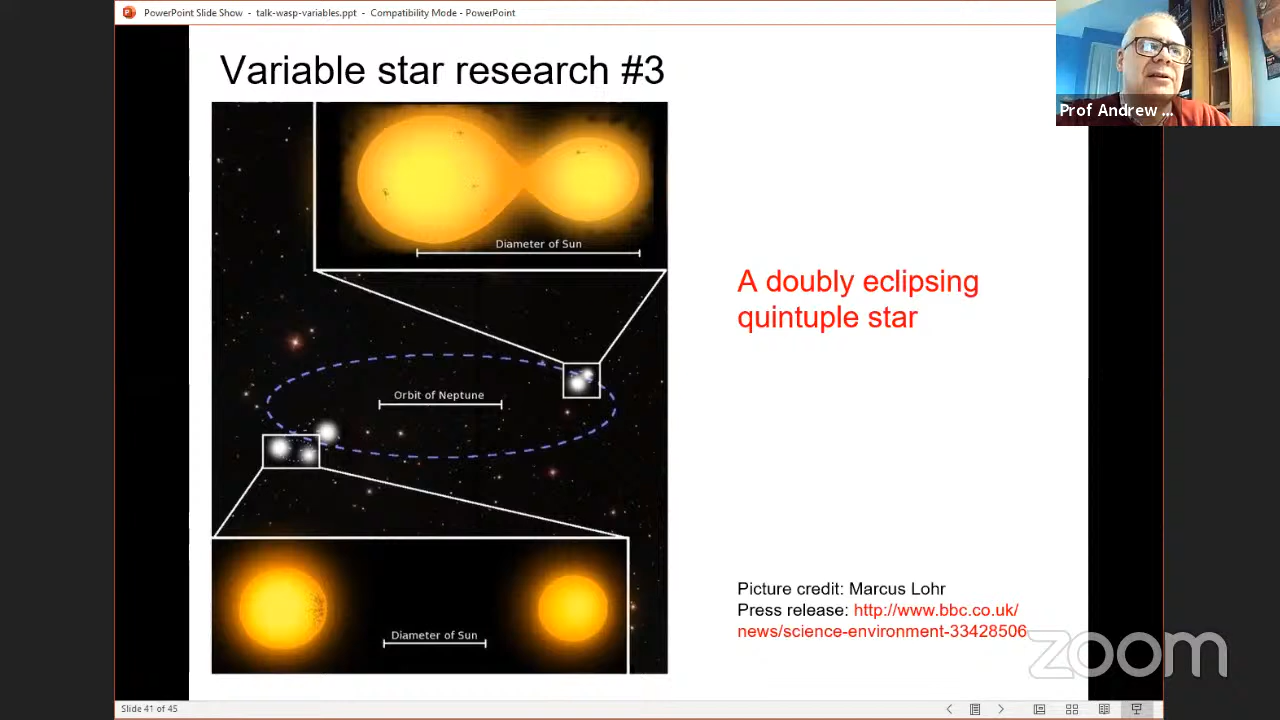 PowerPoint Slide Show - talk-wasp-variables.ppt - Compatibility Mode - PowerPoint
Variable star research #3
Prof Andrew ...
Diameter of Sun
A doubly eclipsing
quintuple star
Orbit of Neptune
Diameter of Sun
Picture credit: Marcus Lohr
Press release: http://www.bbc.co.uk/
news/science-environment-33428506
zoom
Slide 41 of 45